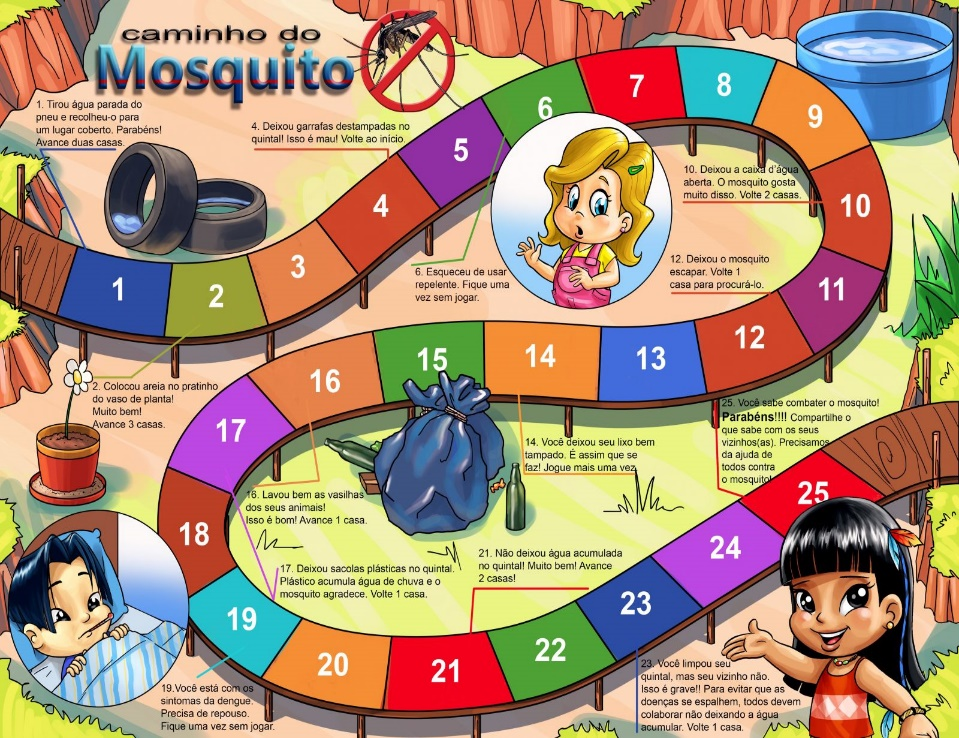 caminho do
Mosquito
1. Tirou água parada do
pneu e recolheu-o para
um lugar coberto. Parabéns!
Avance duas casas.
4. Deixou garrafas destampadas no
quintal! Isso é mau! Volte ao início.
10. Deixou a caixa d'água
aberta. O mosquito gosta
muito disso. Volte 2 casas.
6. Esqueceu de usar
repelente. Fique uma
vez sem jogar.
12. Deixou o mosquito
escapar. Volte 1
casa para procurá-lo.
1
2
3
4
5
6
7
8
9
10
11
12
13
14
15
16
17
18
19
20
21
22
23
24
25
2. Colocou areia no pratinho
do vaso de planta!
Muito bem!
Avance 3 casas.
25. Você sabe combater o mosquito!
Parabéns!!!! Compartilhe o
que sabe com os seus
vizinhos(as). Precisamos
da ajuda de
todos contra
o mosquito!
14. Você deixou seu lixo bem
tampado. É assim que se
faz! Jogue mais uma vez.
16. Lavou bem as vasilhas
dos seus animais!
Isso é bom! Avance 1 casa.
17. Deixou sacolas plásticas no quintal.
Plástico acumula água de chuva e o
mosquito agradece. Volte 1 casa.
21. Não deixou água acumulada
no quintal! Muito bem! Avance
2 casas!
19.Você está com os
sintomas da dengue.
Precisa de repouso.
Fique uma vez sem jogar.
23. Você limpou seu
quintal, mas seu vizinho não.
Isso é grave!! Para evitar que as
doenças se espalhem, todos devem
colaborar não deixando a água
acumular. Volte 1 casa.